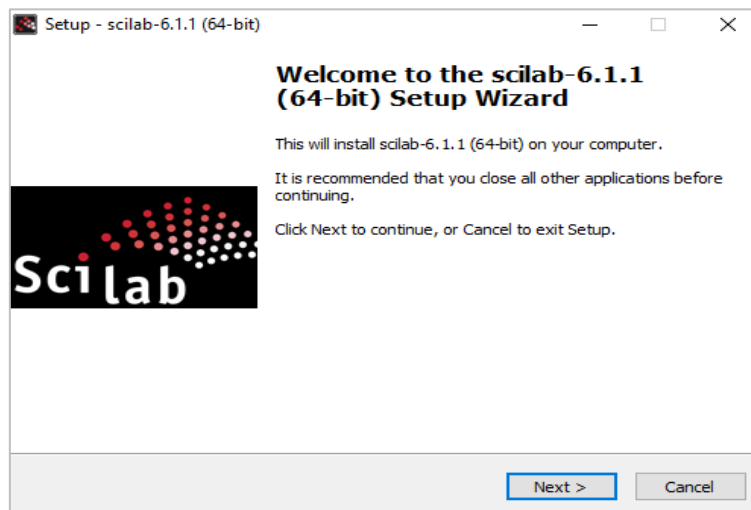 Setup - scilab-6.1.1 (64-bit)
Welcome to the scilab-6.1.1
(64-bit) Setup Wizard
This will install scilab-6.1.1 (64-bit) on your computer.
It is recommended that you close all other applications before
continuing.
Click Next to continue, or Cancel to exit Setup.
Scilab
Next >
Cancel